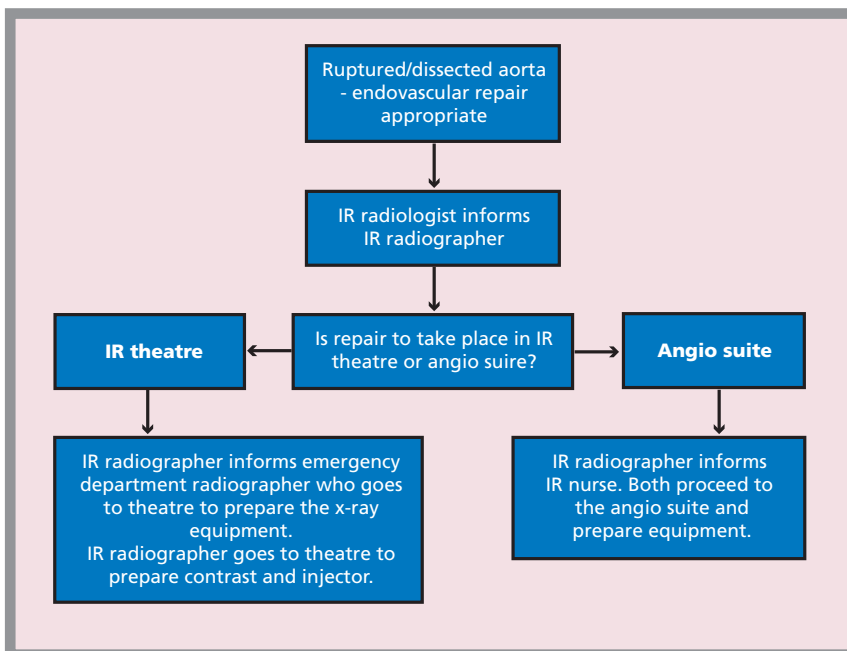 Ruptured/dissected aorta
- endovascular repair
appropriate
IR radiologist informs
IR radiographer
IR theatre
Is repair to take place in IR
theatre or angio suire?
Angio suite
IR radiographer informs emergency
department radiographer who goes
to theatre to prepare the x-ray
equipment.
IR radiographer goes to theatre to
prepare contrast and injector.
IR radiographer informs
IR nurse. Both proceed to
the angio suite and
prepare equipment.